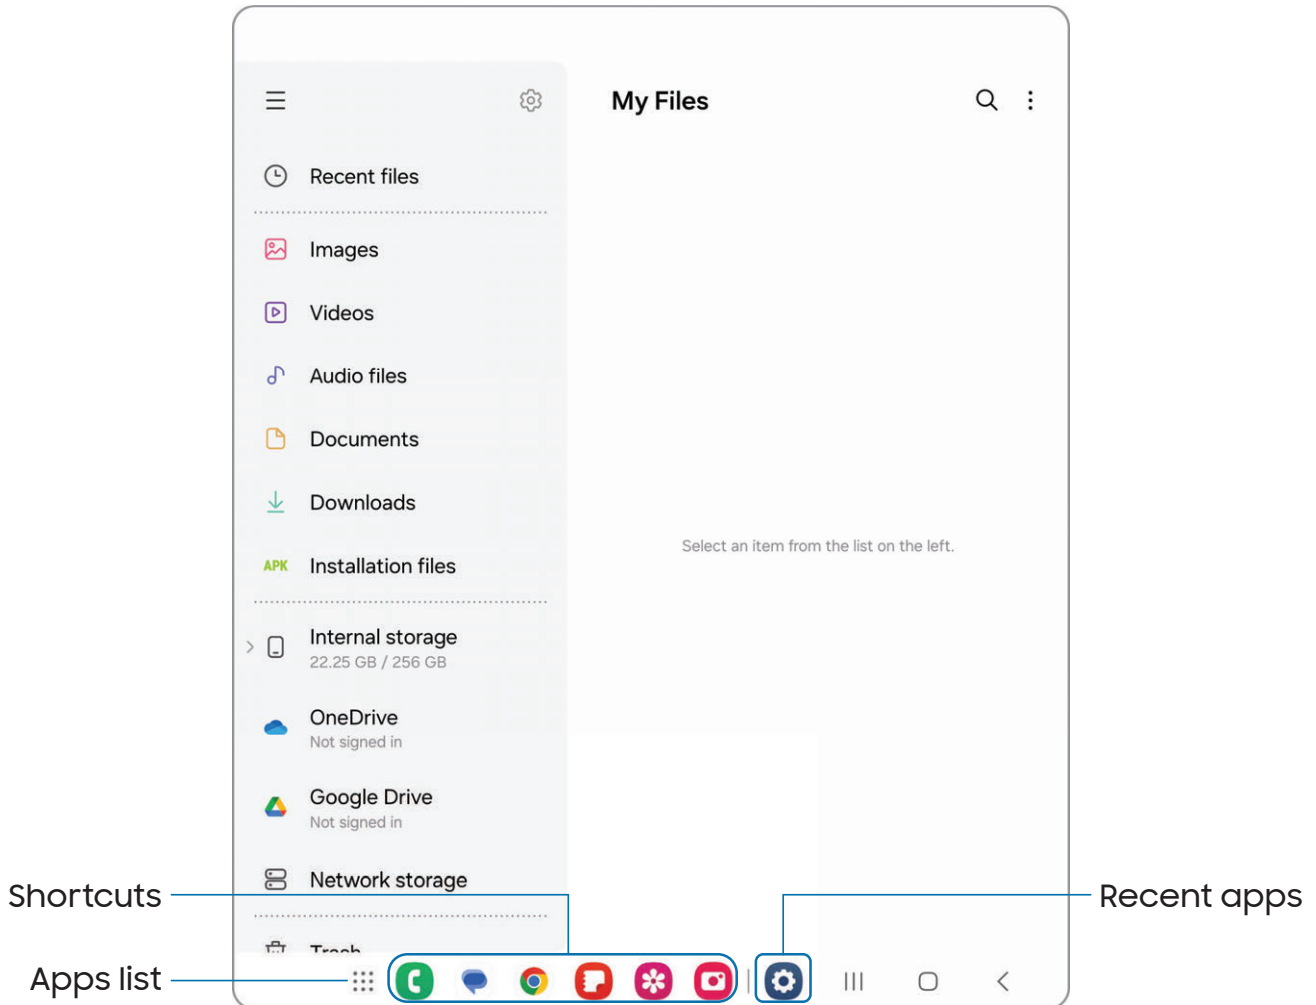 My Files
Recent files
Images
Videos
Audio files
Documents
Downloads
Select an item from the list on the left.
APK Installation files
Internal storage
22.25 GB / 256 GB
OneDrive
Not signed in
Google Drive
Not signed in
Network storage
Shortcuts
Recent apps
Trash
Apps list